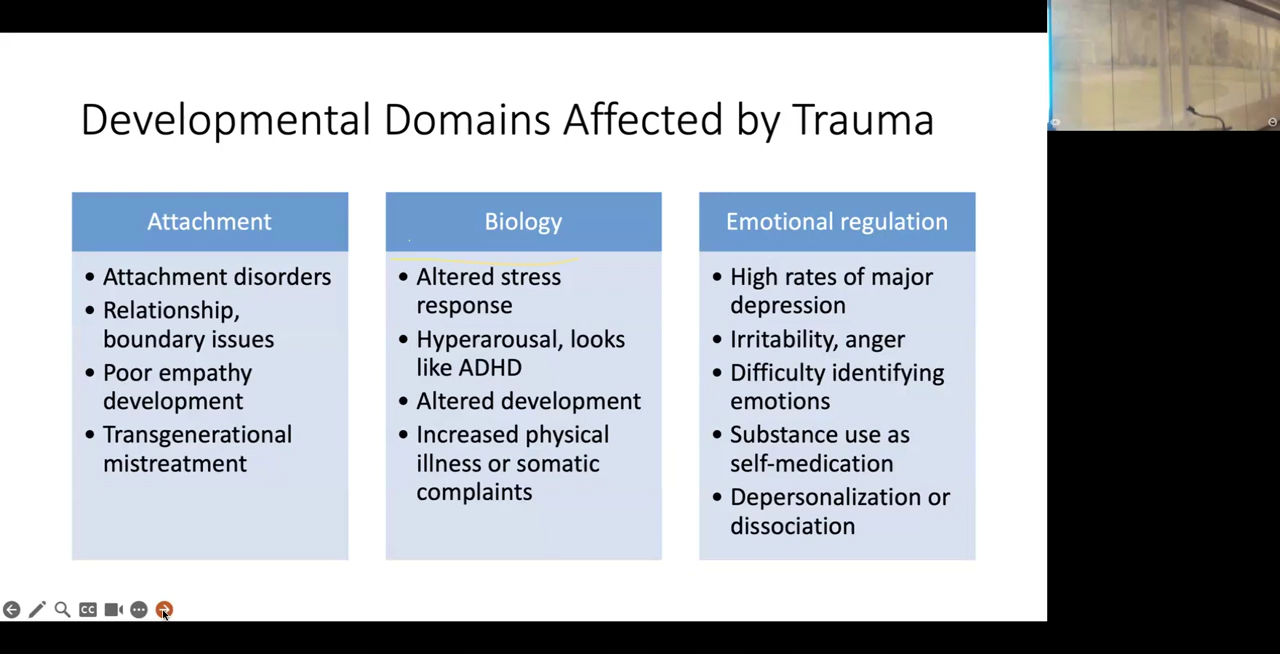 Developmental Domains Affected by Trauma
Attachment
• Attachment disorders
• Relationship,
boundary issues
• Poor empathy
development
• Transgenerational
mistreatment
Biology
• Altered stress
response
• Hyperarousal, looks
like ADHD
• Altered development
• Increased physical
illness or somatic
complaints
Emotional regulation
• High rates of major
depression
• Irritability, anger
• Difficulty identifying
emotions
• Substance use as
self-medication
• Depersonalization or
dissociation
CC